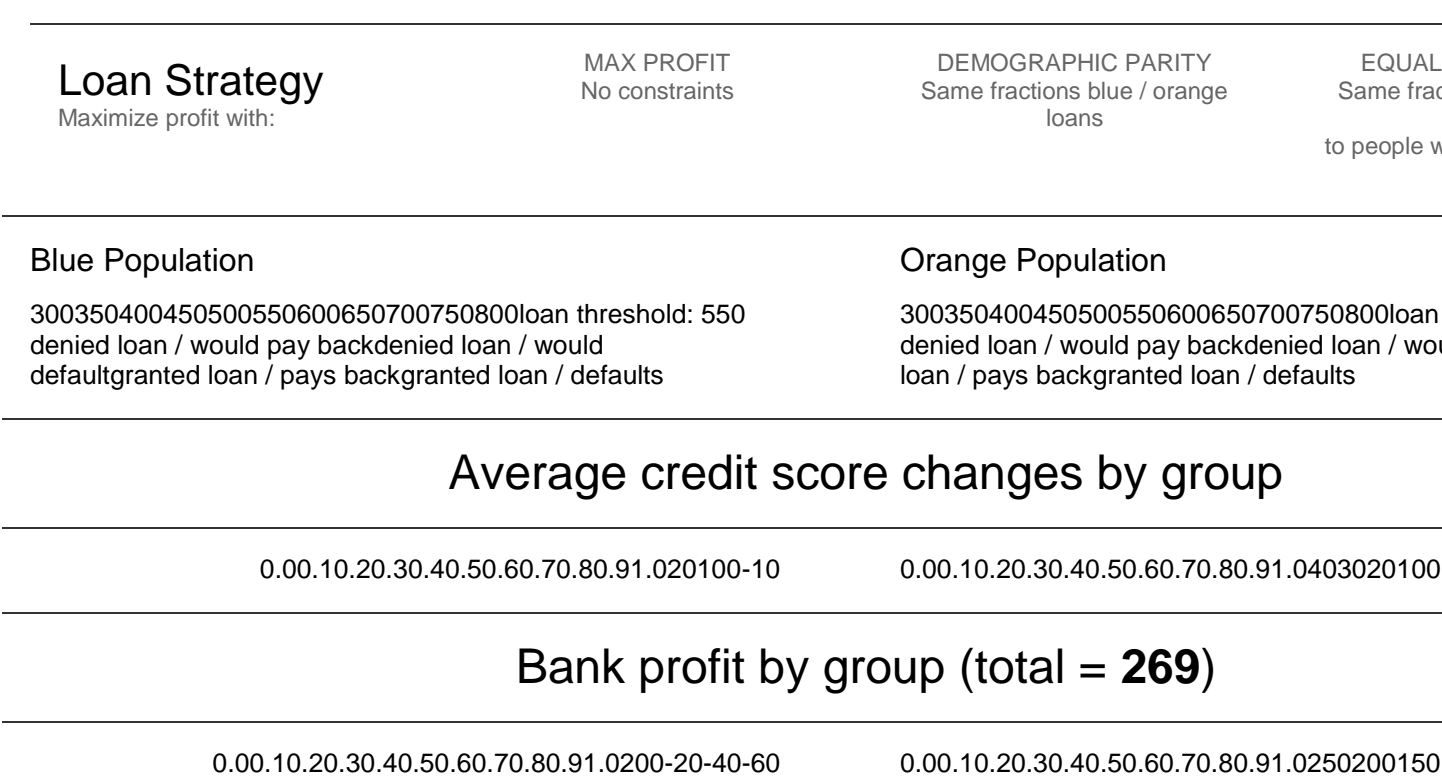 Loan Strategy
Maximize profit with:
MAX PROFIT
No constraints
DEMOGRAPHIC PARITY
Same fractions blue / orange
loans
EQUAL
Same frac
to people w
Blue Population
300350400450500550600650700750800loan threshold: 550
denied loan / would pay backdenied loan / would
defaultgranted loan / pays backgranted loan / defaults
Orange Population
300350400450500550600650700750800loan
denied loan / would pay backdenied loan / wou
loan / pays backgranted loan / defaults
Average credit score changes by group
0.00.10.20.30.40.50.60.70.80.91.020100-10
0.00.10.20.30.40.50.60.70.80.91.0403020100
Bank profit by group (total = 269)
0.00.10.20.30.40.50.60.70.80.91.0200-20-40-60
0.00.10.20.30.40.50.60.70.80.91.0250200150